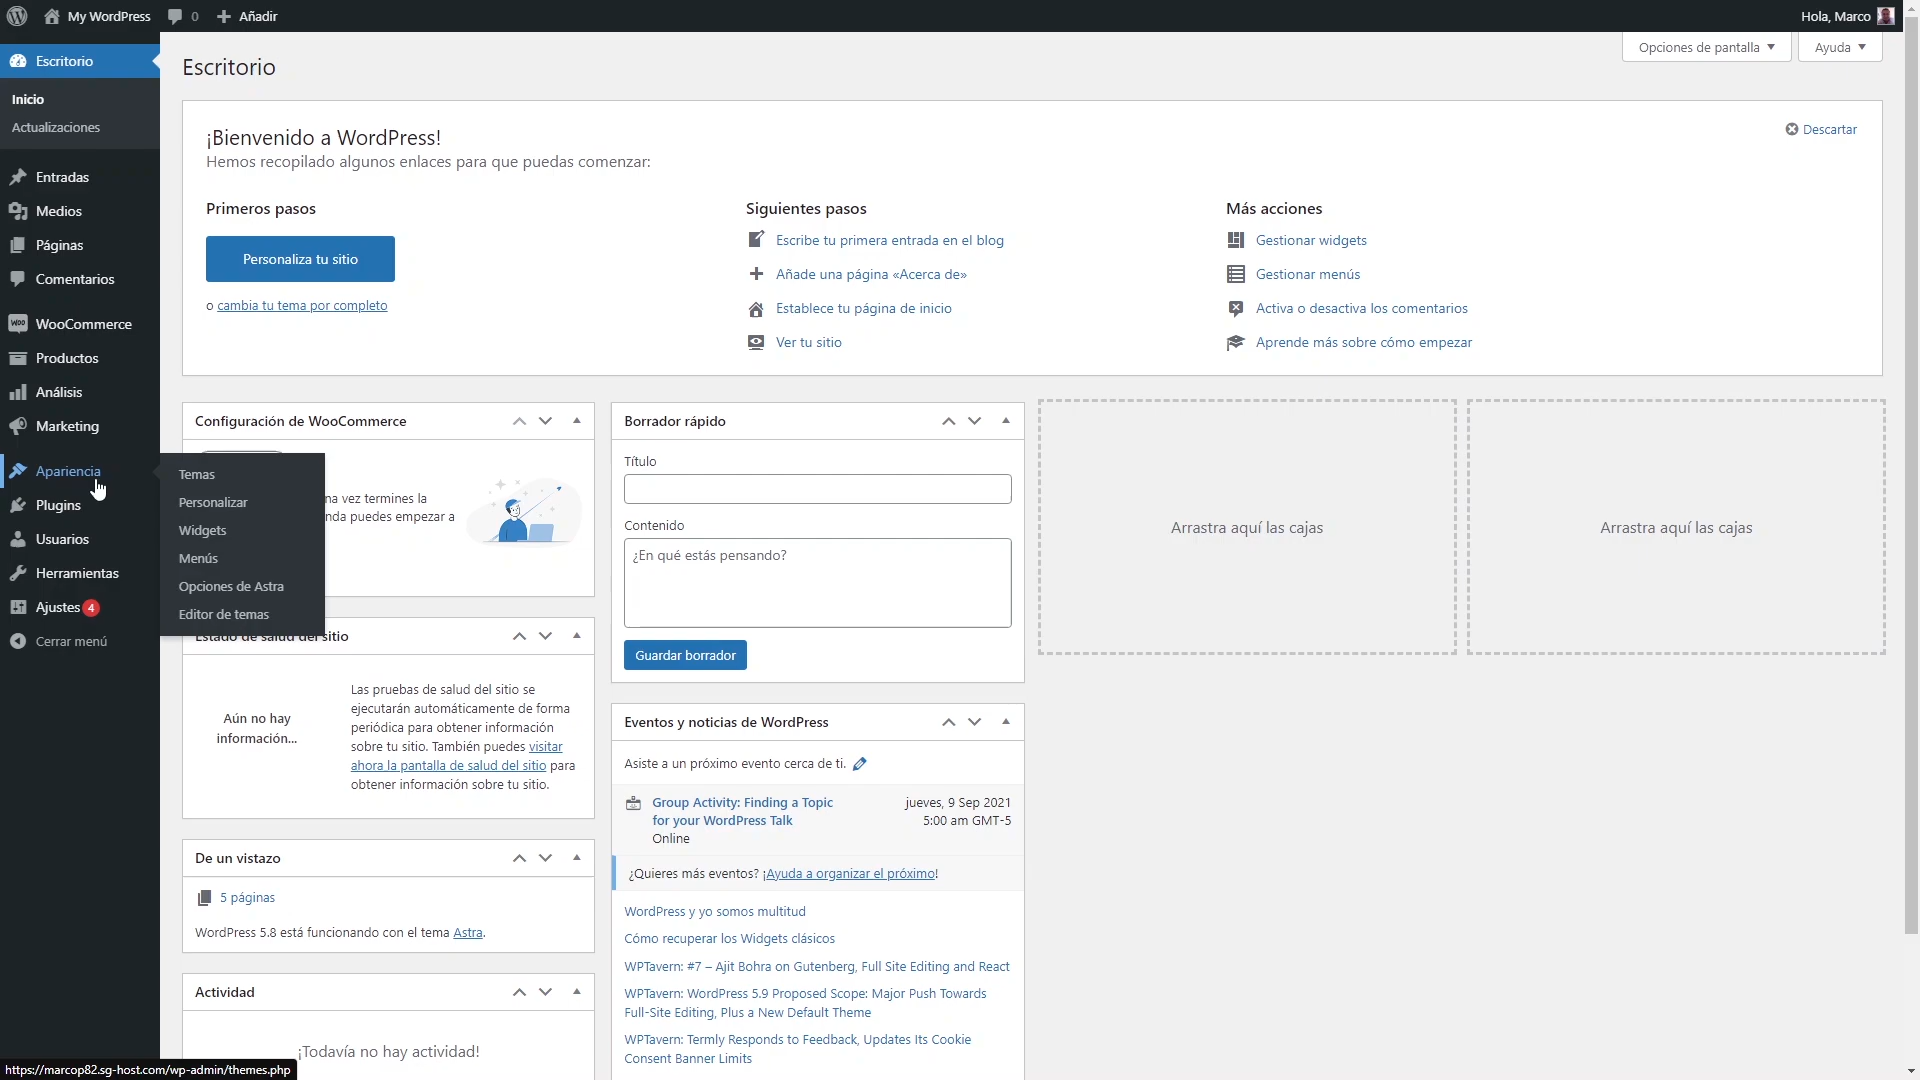 My WordPress
0
Añadir
Hola, Marco
Opciones de pantalla
Ayuda
Escritorio
Inicio
Actualizaciones
Entradas
Medios
Páginas
Comentarios
WOO
WooCommerce
Productos
Análisis
Marketing
Apariencia
Plugins
Usuarios
Herramientas
Ajustes 4
Cerrar menú
Temas
Personalizar
Widgets
Menús
Opciones de Astra
Editor de temas
Escritorio
¡Bienvenido a WordPress!
Hemos recopilado algunos enlaces para que puedas comenzar:
Descartar
Primeros pasos
Personaliza tu sitio
o cambia tu tema por completo
Siguientes pasos
Escribe tu primera entrada en el blog
Añade una página «Acerca de»
Establece tu página de inicio
Ver tu sitio
Más acciones
Gestionar widgets
Gestionar menús
Activa o desactiva los comentarios
Aprende más sobre cómo empezar
Configuración de WooCommerce
na vez termines la
nda puedes empezar a
Estado de salud del sitio
Aún no hay
información...
Las pruebas de salud del sitio se
ejecutarán automáticamente de forma
periódica para obtener información
sobre tu sitio. También puedes visitar
ahora la pantalla de salud del sitio para
obtener información sobre tu sitio.
De un vistazo
5 páginas
WordPress 5.8 está funcionando con el tema Astra.
Actividad
¡Todavía no hay actividad!
Borrador rápido
Título
Contenido
¿En qué estás pensando?
Guardar borrador
Eventos y noticias de WordPress
Asiste a un próximo evento cerca de ti.
Group Activity: Finding a Topic
for your WordPress Talk
Online
jueves, 9 Sep 2021
5:00 am GMT-5
¿Quieres más eventos? ¡Ayuda a organizar el próximo!
WordPress y yo somos multitud
Cómo recuperar los Widgets clásicos
WPTavern: #7 – Ajit Bohra on Gutenberg, Full Site Editing and React
WPTavern: WordPress 5.9 Proposed Scope: Major Push Towards
Full-Site Editing, Plus a New Default Theme
WPTavern: Termly Responds to Feedback, Updates Its Cookie
Consent Banner Limits
Arrastra aquí las cajas
Arrastra aquí las cajas
https://marcop82.sg-host.com/wp-admin/themes.php